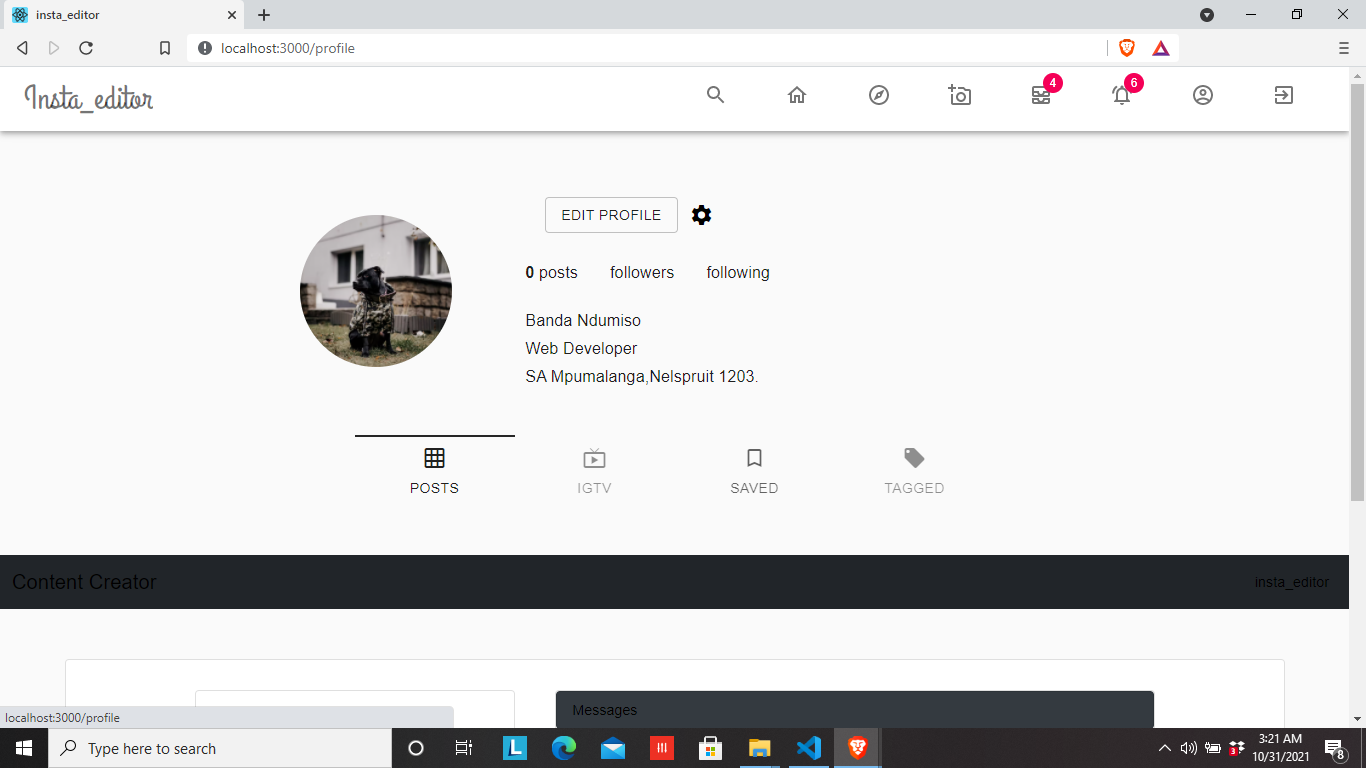 insta_editor
localhost:3000/profile
Insta_editor
4
6
EDIT PROFILE
0 posts followers following
Banda Ndumiso
Web Developer
SA Mpumalanga,Nelspruit 1203.
POSTS IGTV SAVED TAGGED
Content Creator insta_editor
Messages
localhost:3000/profile
Type here to search
L
3
3:21 AM
10/31/2021
8